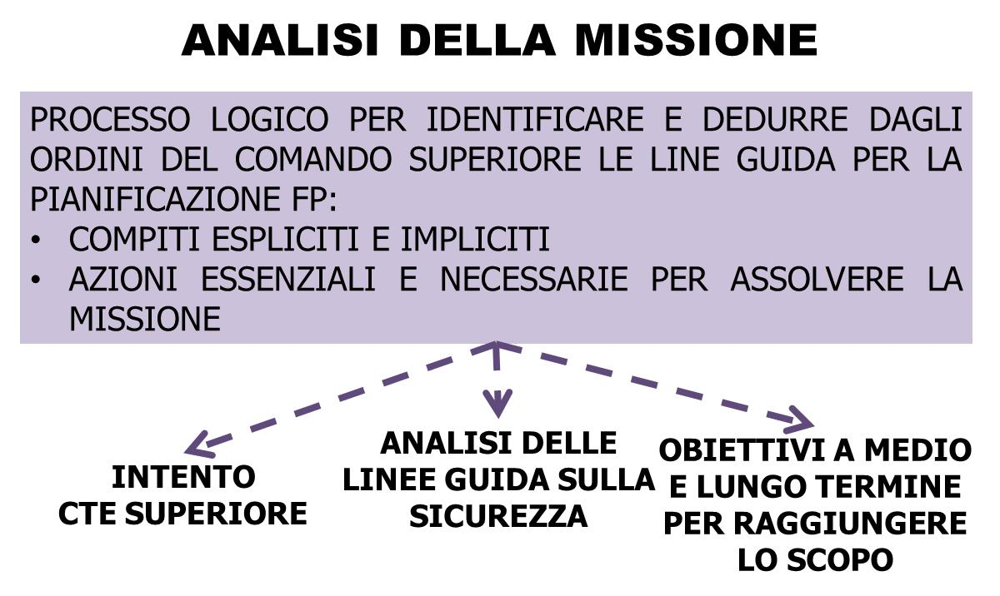 ANALISI DELLA MISSIONE
PROCESSO LOGICO PER IDENTIFICARE E DEDURRE DAGLI
ORDINI DEL COMANDO SUPERIORE LE LINE GUIDA PER LA
PIANIFICAZIONE FP:
• COMPITI ESPLICITI E IMPLICITI
• AZIONI ESSENZIALI E NECESSARIE PER ASSOLVERE LA
MISSIONE
INTENTO
CTE SUPERIORE
ANALISI DELLE
LINEE GUIDA SULLA
SICUREZZA
OBIETTIVI A MEDIO
E LUNGO TERMINE
PER RAGGIUNGERE
LO SCOPO